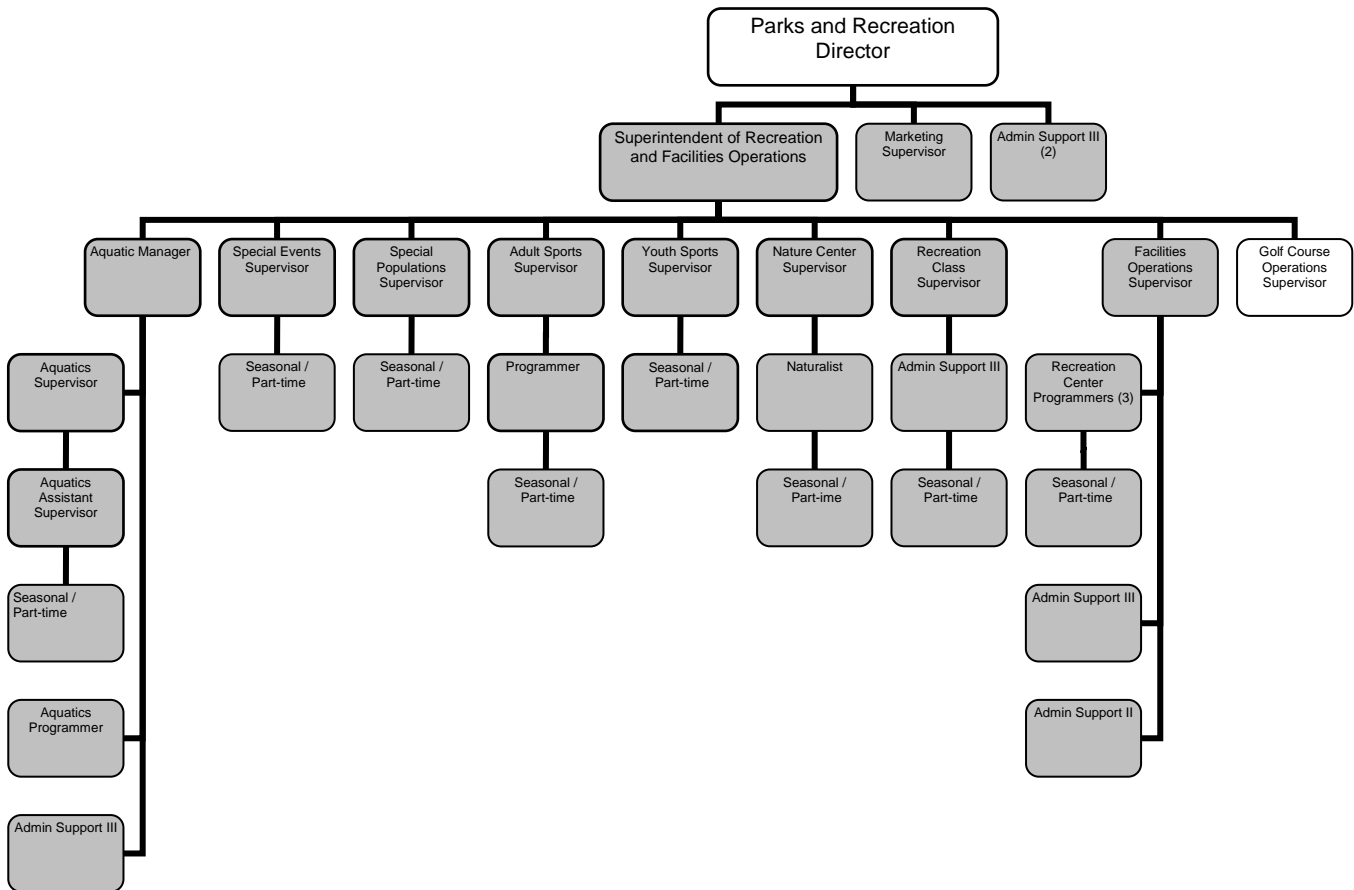 Parks and Recreation
Director
Superintendent of Recreation
and Facilities Operations
Marketing
Supervisor
Admin Support III
(2)
Aquatic Manager
Special Events
Supervisor
Special
Populations
Supervisor
Adult Sports
Supervisor
Youth Sports
Supervisor
Nature Center
Supervisor
Recreation
Class
Supervisor
Facilities
Operations
Supervisor
Golf Course
Operations
Supervisor
Aquatics
Supervisor
Seasonal /
Part-time
Seasonal /
Part-time
Programmer
Seasonal /
Part-time
Naturalist
Admin Support III
Recreation
Center
Programmers (3)
Aquatics
Assistant
Supervisor
Seasonal /
Part-time
Seasonal /
Part-ime
Seasonal /
Part-time
Seasonal /
Part-time
Seasonal /
Part-time
Admin Support III
Aquatics
Programmer
Admin Support II
Admin Support III